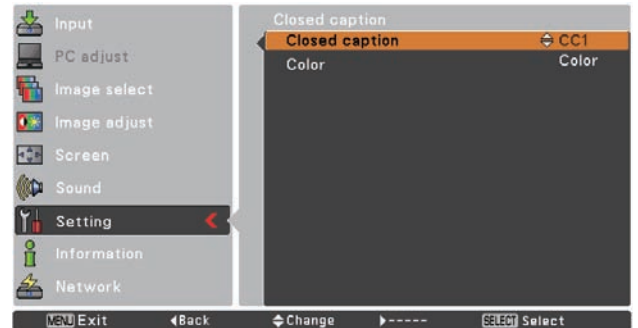 Input
PC adjust
Image select
Image adjust
Screen
Sound
Setting
Information
Network
Closed caption
Closed caption CC1
Color Color
MENU Exit ◀Back Change ▶----- SELECT Select